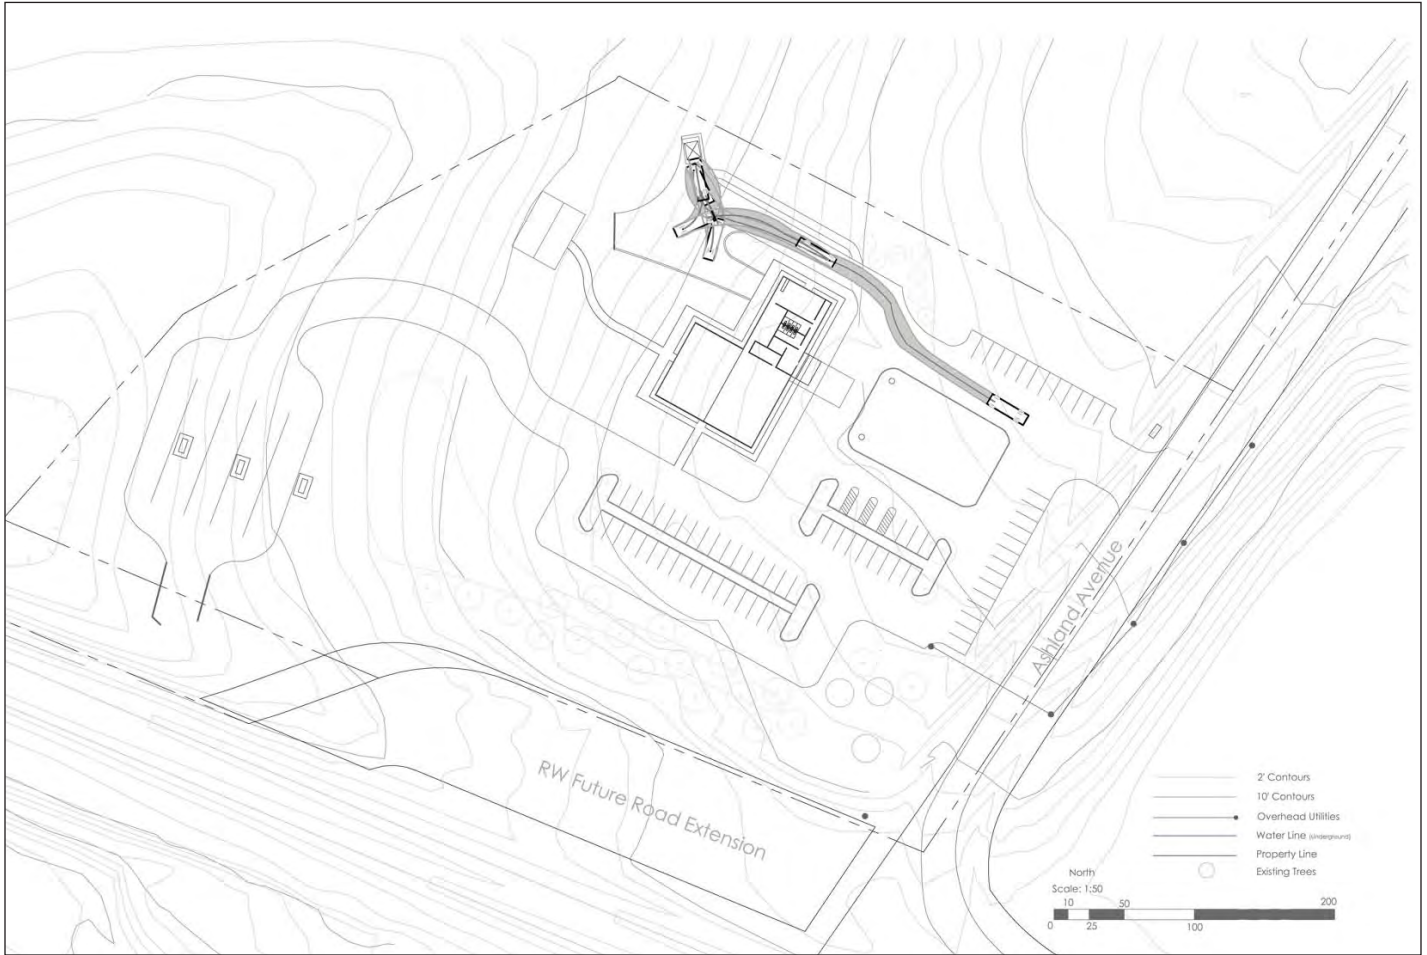 Ashland Avenue
RW Future Road Extension
2' Contours
10' Contours
Overhead Utilities
Water Line (Underground)
Property Line
Existing Trees
North
Scale: 1:50
10 50 200
0 25 100